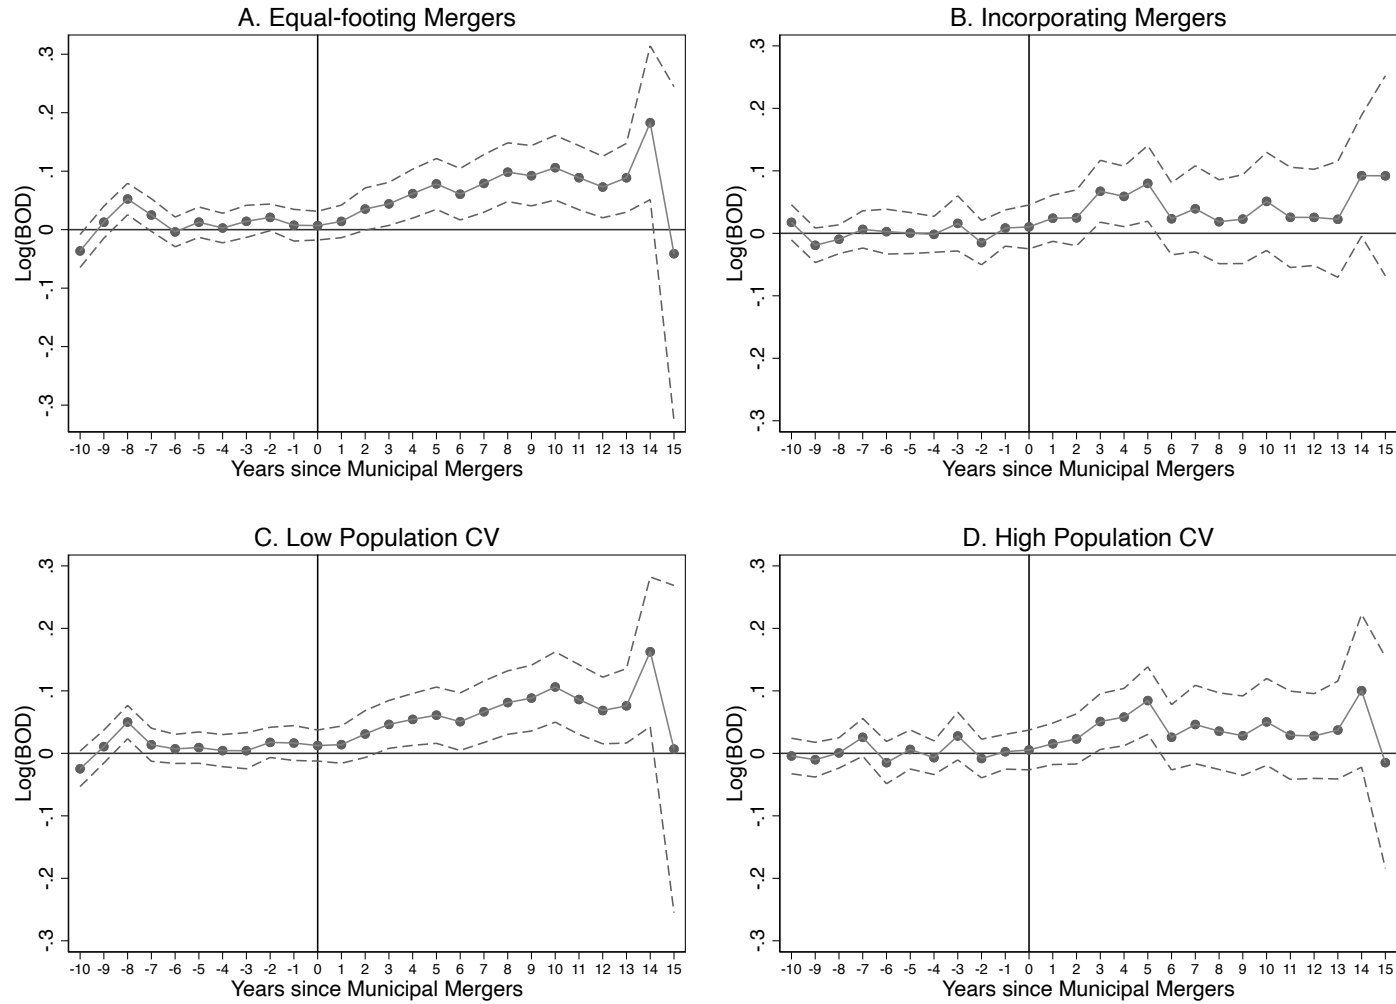 A. Equal-footing Mergers
Log(BOD)
.3
.2
.1
0
-.1
-.2
-.3
-10 -9 -8 -7 -6 -5 -4 -3 -2 -1 0 1 2 3 4 5 6 7 8 9 10 11 12 13 14 15
Years since Municipal Mergers
B. Incorporating Mergers
Log(BOD)
.3
.2
.1
0
-.1
-.2
-.3
-10 -9 -8 -7 -6 -5 -4 -3 -2 -1 0 1 2 3 4 5 6 7 8 9 10 11 12 13 14 15
Years since Municipal Mergers
C. Low Population CV
Log(BOD)
.3
.2
.1
0
-.1
-.2
-.3
-10 -9 -8 -7 -6 -5 -4 -3 -2 -1 0 1 2 3 4 5 6 7 8 9 10 11 12 13 14 15
Years since Municipal Mergers
D. High Population CV
Log(BOD)
.3
.2
.1
0
-.1
-.2
-.3
-10 -9 -8 -7 -6 -5 -4 -3 -2 -1 0 1 2 3 4 5 6 7 8 9 10 11 12 13 14 15
Years since Municipal Mergers